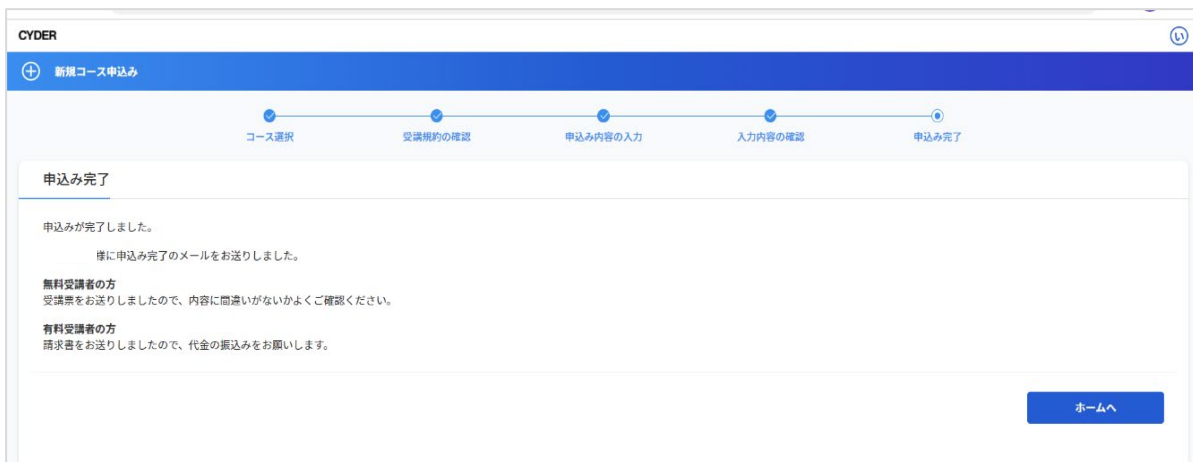 CYDER
い
新規コース申込み
コース選択
受講規約の確認
申込み内容の入力
入力内容の確認
申込み完了
申込み完了
申込みが完了しました。
様に申込み完了のメールをお送りしました。
無料受講者の方
受講票をお送りしましたので、内容に間違いがないかよくご確認ください。
有料受講者の方
請求書をお送りしましたので、代金の振込みをお願いします。
ホームへ